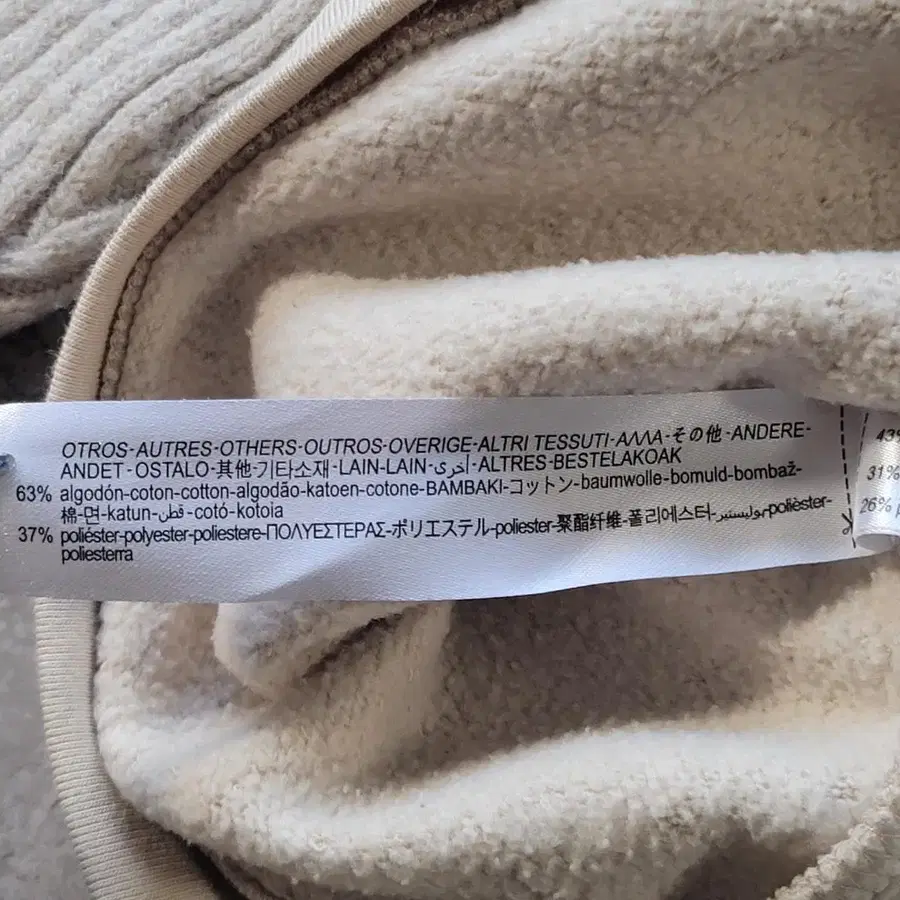 OTROS-AUTRES-OTHERS-OUTROS-OVERIGE-ALTRI TESSUTI-ΑΛΛΑ-その他-ANDERE-
ANDET-OSTALO-其他-기타소재-LAIN-LAIN-أخرى-ALTRES-BESTELAKOAK
63% algodón-coton-cotton-algodão-katoen-cotone-BAMBAKI-コットン-baumwolle-bomuld-bombaž-
棉-면-katun-قطن-cotó-kotoia
37% poliéster-polyester-poliestere-ΠΟΛΥΕΣΤΕΡΑΣ-ポリエステル-poliester-聚酯纤维-폴리에스터-بوليستير-polièster-
poliesterra
43%
31%
26%